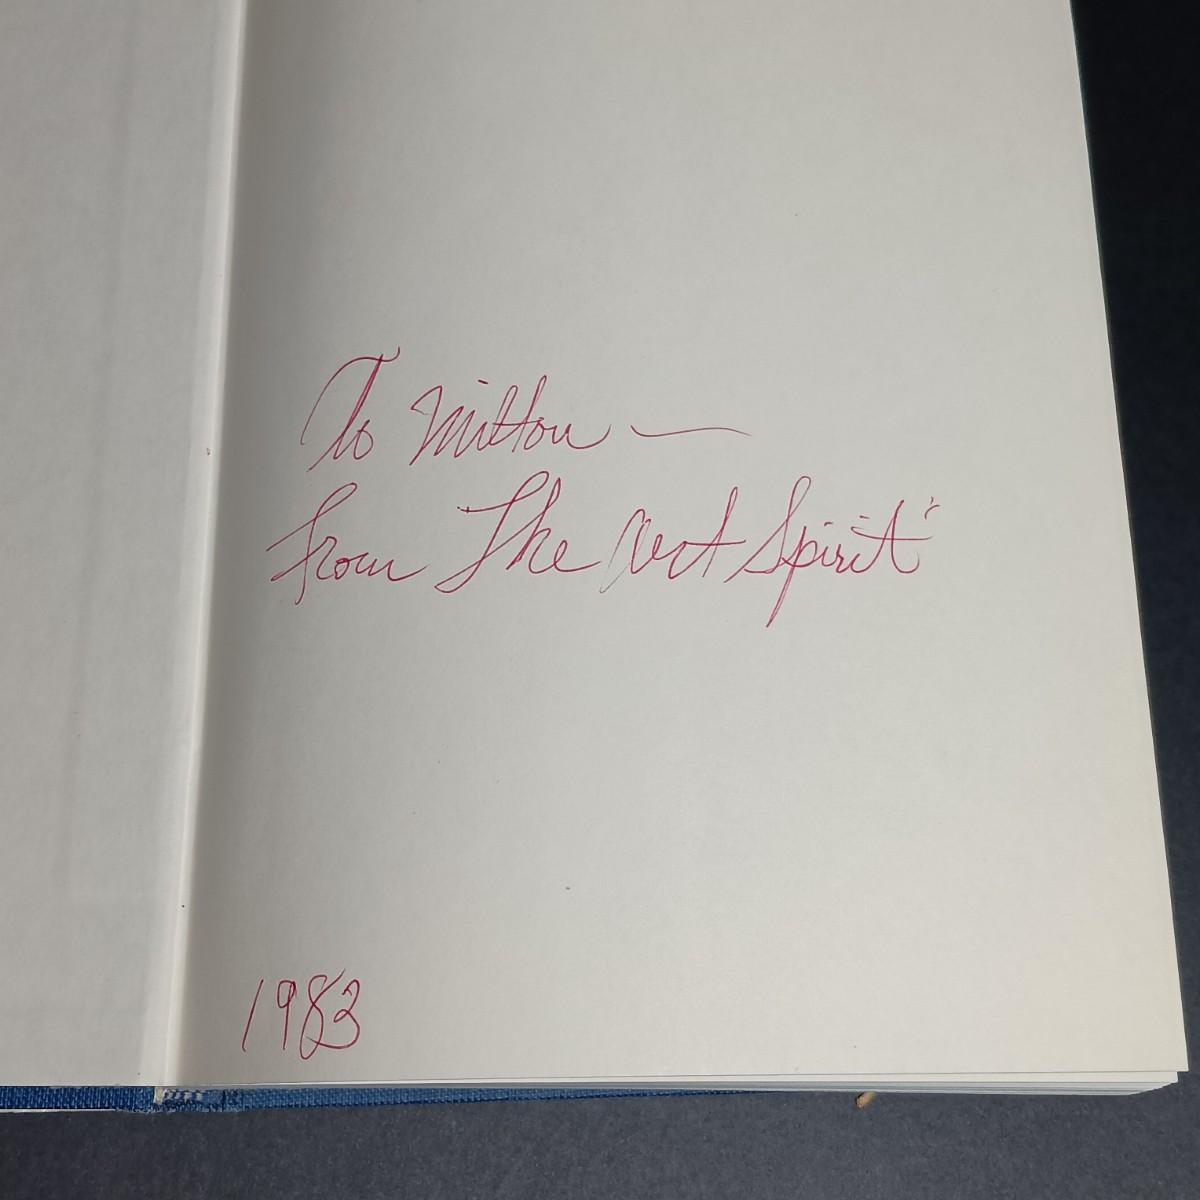 To Milton —
From The Art Spirit'
1983